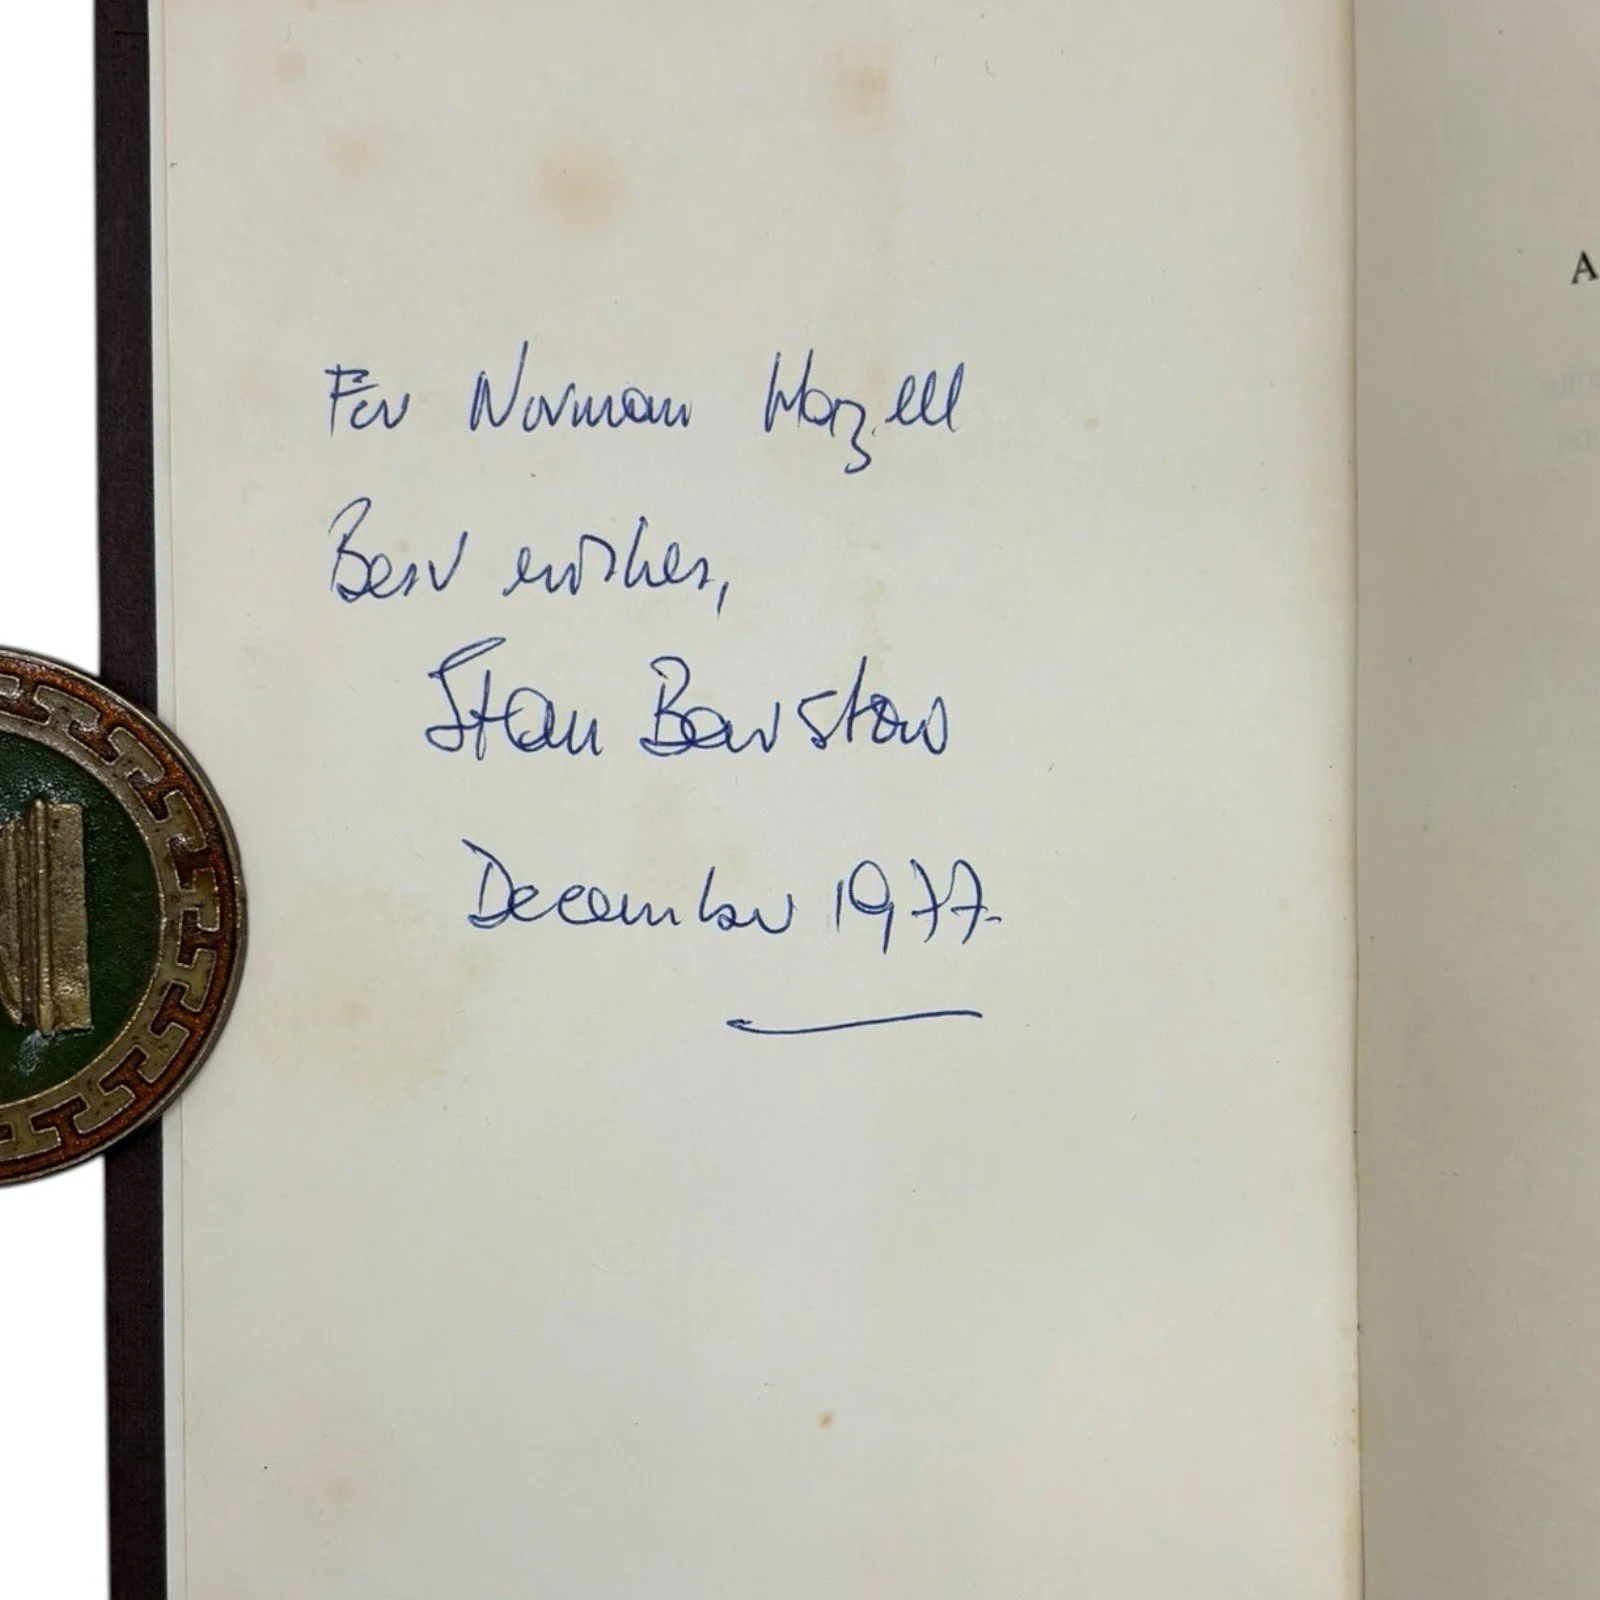 For Norman Hazell
Best wishes,
Stan Barstow
December 1977.
A